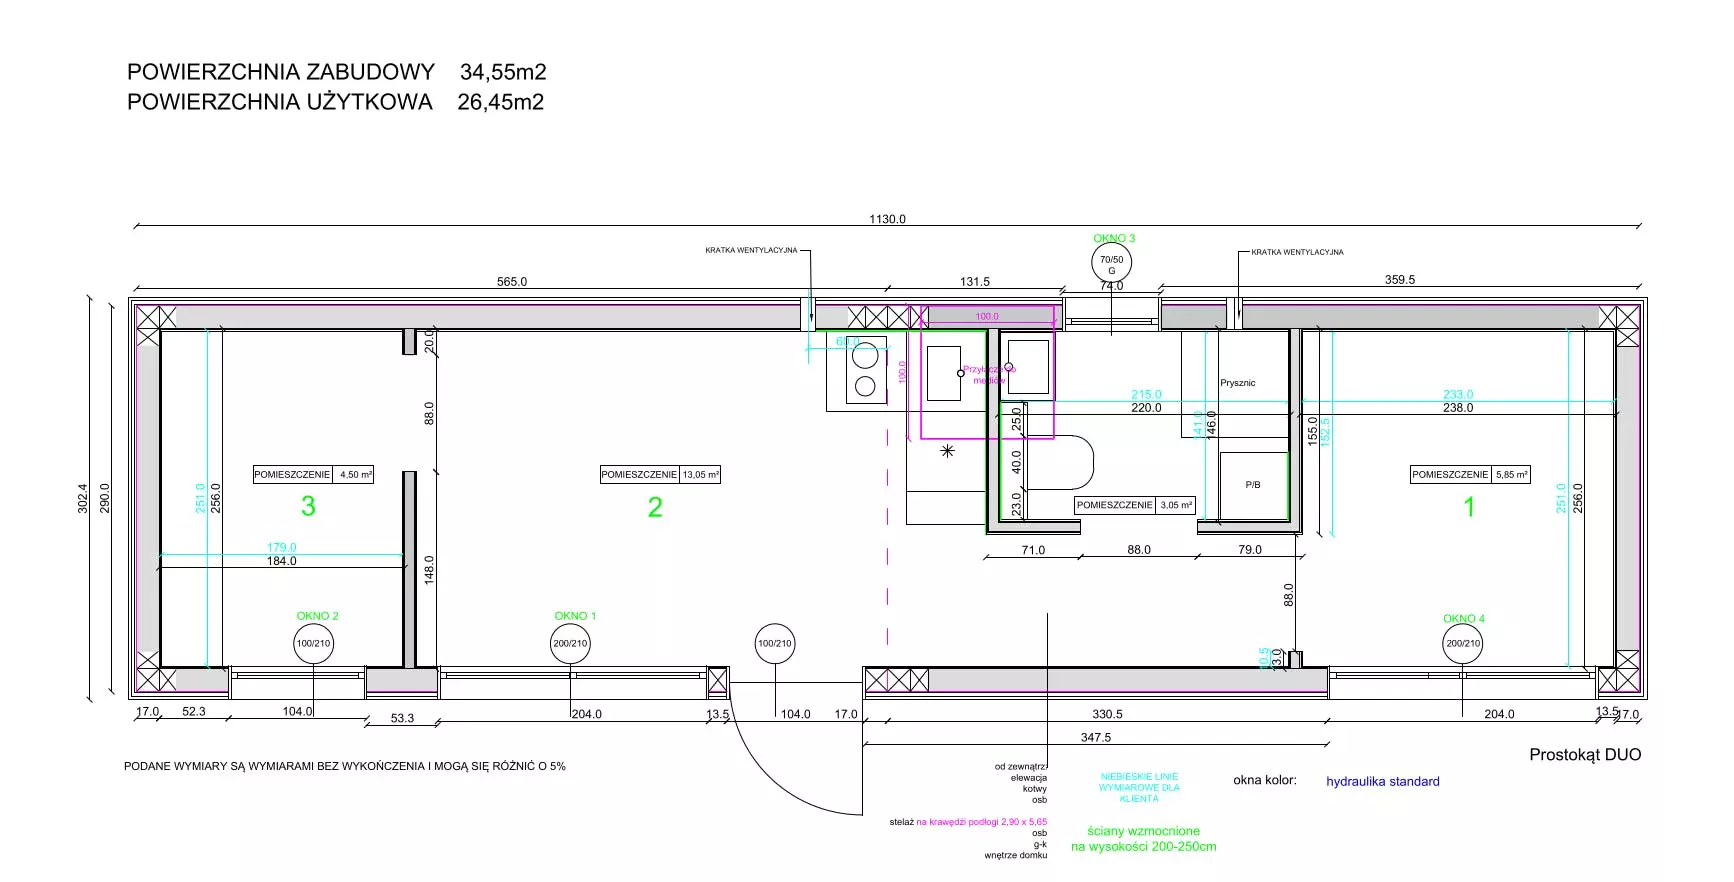 POWIERZCHNIA ZABUDOWY 34,55m2
POWIERZCHNIA UŻYTKOWA 26,45m2
1130.0
OKNO 3
KRATKA WENTYLACYJNA
KRATKA WENTYLACYJNA
70/50
G
565.0
131.5
74.0
359.5
100.0
20.0
60.0
100.0
Przyłącze do
mediów
Prysznic
215.0
220.0
233.0
238.0
88.0
25.0
141.0
146.0
155.0
152.5
302.4
290.0
251.0
256.0
POMIESZCZENIE 4,50 m²
3
POMIESZCZENIE 13,05 m²
2
40.0
23.0
P/B
POMIESZCZENIE 3,05 m²
POMIESZCZENIE 5,85 m²
1
251.0
256.0
179.0
184.0
148.0
71.0
88.0
79.0
88.0
OKNO 2
100/210
OKNO 1
200/210
100/210
OKNO 4
200/210
10.5
13.0
17.0
52.3
104.0
53.3
204.0
13.5
104.0
17.0
330.5
204.0
13.5
17.0
347.5
Prostokąt DUO
PODANE WYMIARY SĄ WYMIARAMI BEZ WYKOŃCZENIA I MOGĄ SIĘ RÓŻNIĆ O 5%
od zewnątrz:
elewacja
kotwy
osb
stelaż na krawędzi podłogi 2,90 x 5,65
osb
g-k
wnętrze domku
NIEBIESKIE LINIE
WYMIAROWE DLA
KLIENTA
ściany wzmocnione
na wysokości 200-250cm
okna kolor:
hydraulika standard